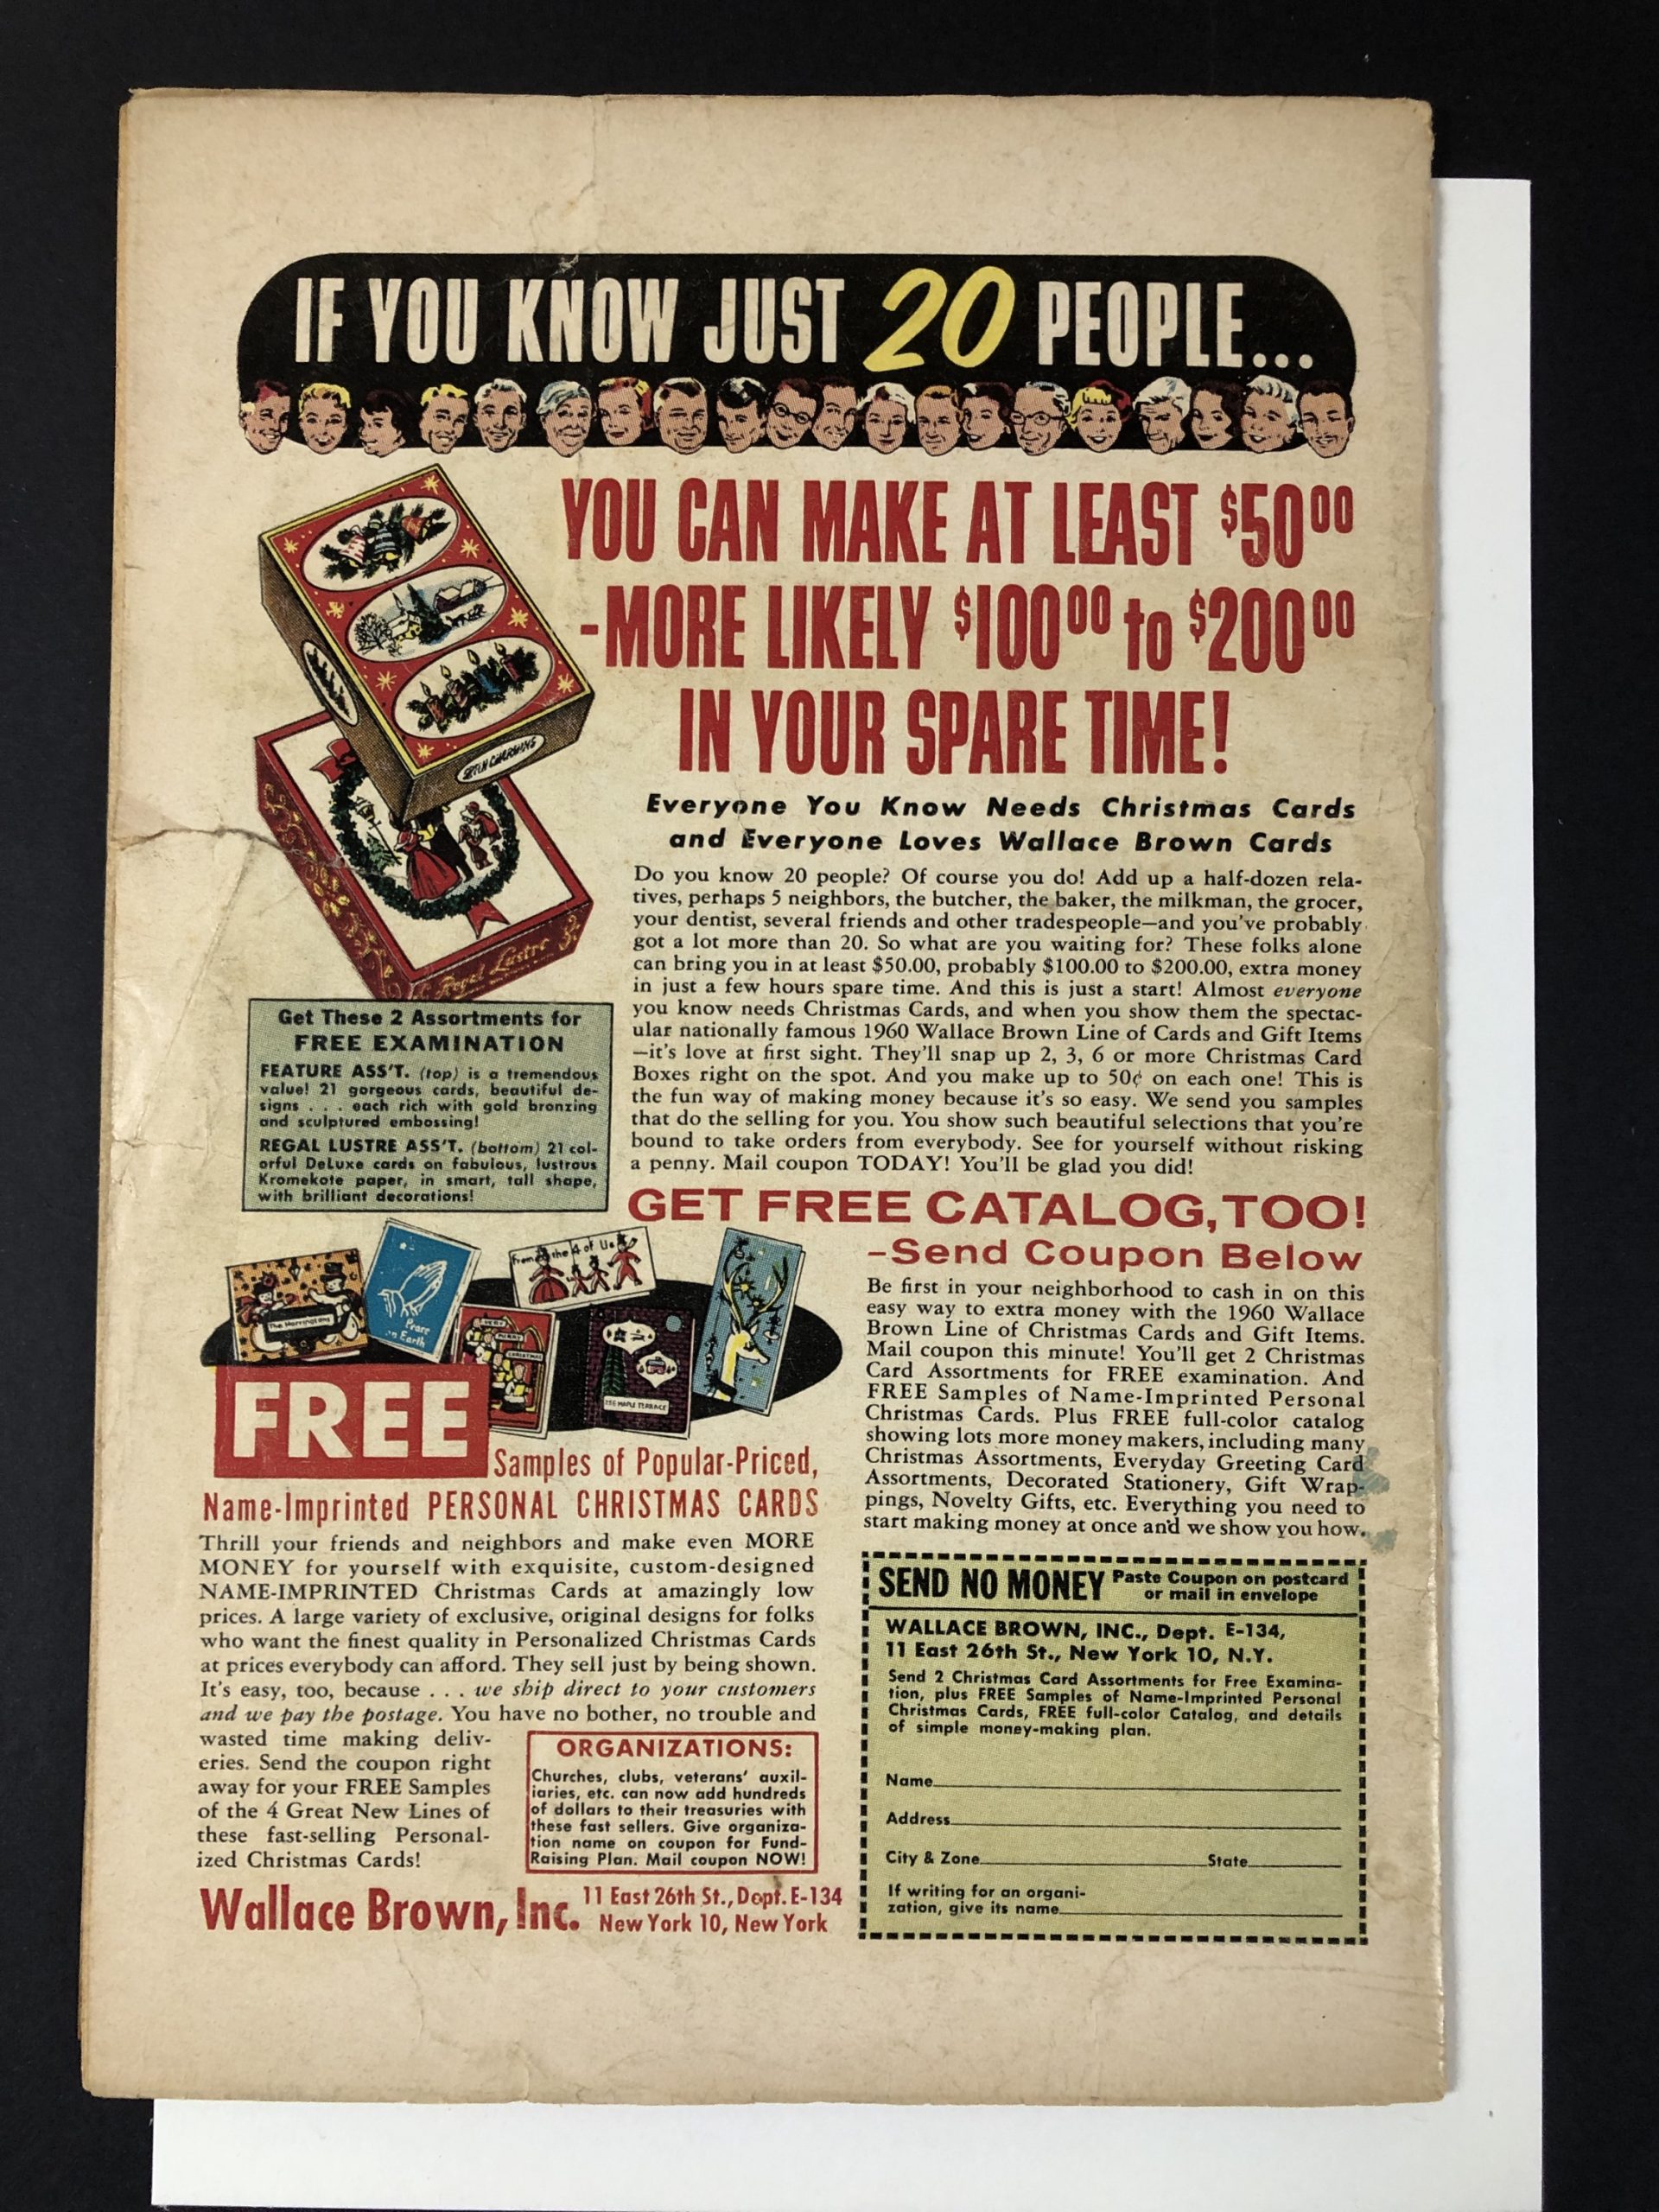 IF YOU KNOW JUST 20 PEOPLE...
YOU CAN MAKE AT LEAST $50 00
-MORE LIKELY $100 00 to $200 00
IN YOUR SPARE TIME!
Everyone You Know Needs Christmas Cards
and Everyone Loves Wallace Brown Cards
Do you know 20 people? Of course you do! Add up a half-dozen rela-
tives, perhaps 5 neighbors, the butcher, the baker, the milkman, the grocer,
your dentist, several friends and other tradespeople—and you've probably
got a lot more than 20. So what are you waiting for? These folks alone
can bring you in at least $50.00, probably $100.00 to $200.00, extra money
in just a few hours spare time. And this is just a start! Almost everyone
you know needs Christmas Cards, and when you show them the spectac-
ular nationally famous 1960 Wallace Brown Line of Cards and Gift Items
—it's love at first sight. They'll snap up 2, 3, 6 or more Christmas Card
Boxes right on the spot. And you make up to 50¢ on each one! This is
the fun way of making money because it's so easy. We send you samples
that do the selling for you. You show such beautiful selections that you're
bound to take orders from everybody. See for yourself without risking
a penny. Mail coupon TODAY! You'll be glad you did!
Regal Lustre
Get These 2 Assortments for
FREE EXAMINATION
FEATURE ASS'T. (top) is a tremendous
value! 21 gorgeous cards, beautiful de-
signs . . . each rich with gold bronzing
and sculptured embossing!
REGAL LUSTRE ASS'T. (bottom) 21 col-
orful DeLuxe cards on fabulous, lustrous
Kromekote paper, in smart, tall shape,
with brilliant decorations!
GET FREE CATALOG, TOO!
-Send Coupon Below
Be first in your neighborhood to cash in on this
easy way to extra money with the 1960 Wallace
Brown Line of Christmas Cards and Gift Items.
Mail coupon this minute! You'll get 2 Christmas
Card Assortments for FREE examination. And
FREE Samples of Name-Imprinted Personal
Christmas Cards. Plus FREE full-color catalog
showing lots more money makers, including many
Christmas Assortments, Everyday Greeting Card
Assortments, Decorated Stationery, Gift Wrap-
pings, Novelty Gifts, etc. Everything you need to
start making money at once and we show you how.
The Harringtons
Peace
on Earth
From the 4 of Us
VERY
MERRY
CHRISTMAS
MAPLE TERRACE
FREE
Samples of Popular-Priced,
Name-Imprinted PERSONAL CHRISTMAS CARDS
Thrill your friends and neighbors and make even MORE
MONEY for yourself with exquisite, custom-designed
NAME-IMPRINTED Christmas Cards at amazingly low
prices. A large variety of exclusive, original designs for folks
who want the finest quality in Personalized Christmas Cards
at prices everybody can afford. They sell just by being shown.
It's easy, too, because . . . we ship direct to your customers
and we pay the postage. You have no bother, no trouble and
wasted time making deliv-
eries. Send the coupon right
away for your FREE Samples
of the 4 Great New Lines of
these fast-selling Personal-
ized Christmas Cards!
ORGANIZATIONS:
Churches, clubs, veterans' auxil-
iaries, etc. can now add hundreds
of dollars to their treasuries with
these fast sellers. Give organiza-
tion name on coupon for Fund-
Raising Plan. Mail coupon NOW!
Wallace Brown, Inc. 11 East 26th St., Dept. E-134
New York 10, New York
SEND NO MONEY Paste Coupon on postcard
or mail in envelope
WALLACE BROWN, INC., Dept. E-134,
11 East 26th St., New York 10, N.Y.
Send 2 Christmas Card Assortments for Free Examina-
tion, plus FREE Samples of Name-Imprinted Personal
Christmas Cards, FREE full-color Catalog, and details
of simple money-making plan.
Name
Address
City & Zone State
If writing for an organi-
zation, give its name